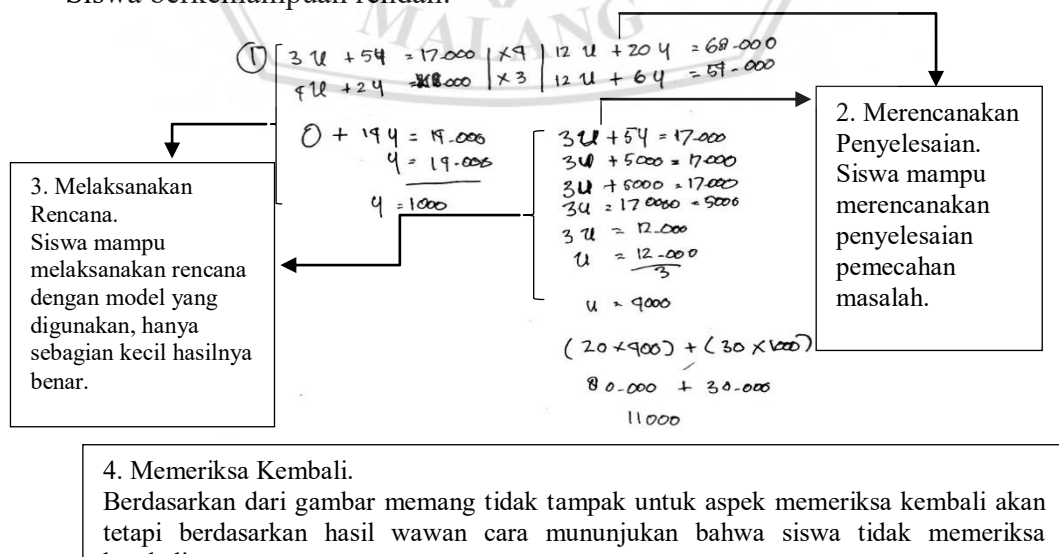 Siswa berkemampuan rendah:
MALANG
① 3u + 5y = 17.000 | x4 | 12u + 20y = 68.000
4u + 2y = 18.000 | x3 | 12u + 6y = 54.000
0 + 14y = 14.000
y = 14.000
y = 1000
3u + 5y = 17.000
3u + 5000 = 17.000
3u + 5000 = 17.000
3u = 170000 = 5000
3u = 12.000
u = 12.000
3
u = 4000
(20 x 400) + (30 x 1000)
80.000 + 30.000
11000
2. Merencanakan
Penyelesaian.
Siswa mampu
merencanakan
penyelesaian
pemecahan
masalah.
3. Melaksanakan
Rencana.
Siswa mampu
melaksanakan rencana
dengan model yang
digunakan, hanya
sebagian kecil hasilnya
benar.
4. Memeriksa Kembali.
Berdasarkan dari gambar memang tidak tampak untuk aspek memeriksa kembali akan
tetapi berdasarkan hasil wawan cara mununjukan bahwa siswa tidak memeriksa